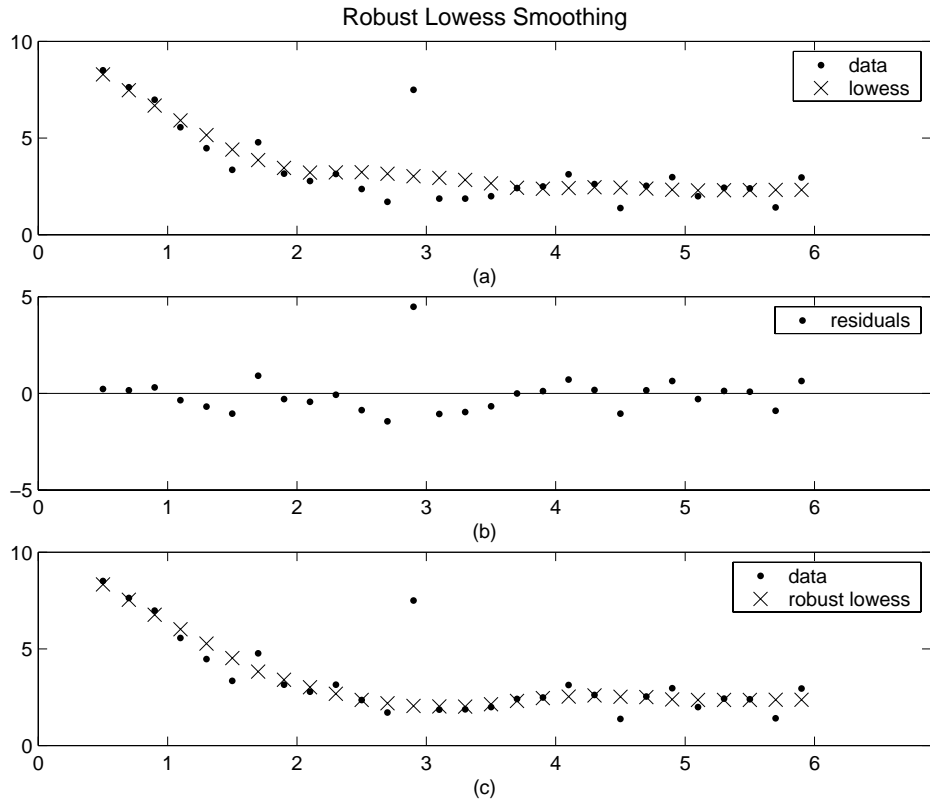 Robust Lowess Smoothing
10
5
0
data
lowess
0 1 2 3 4 5 6
(a)
5
0
−5
residuals
0 1 2 3 4 5 6
(b)
10
5
0
data
robust lowess
0 1 2 3 4 5 6
(c)